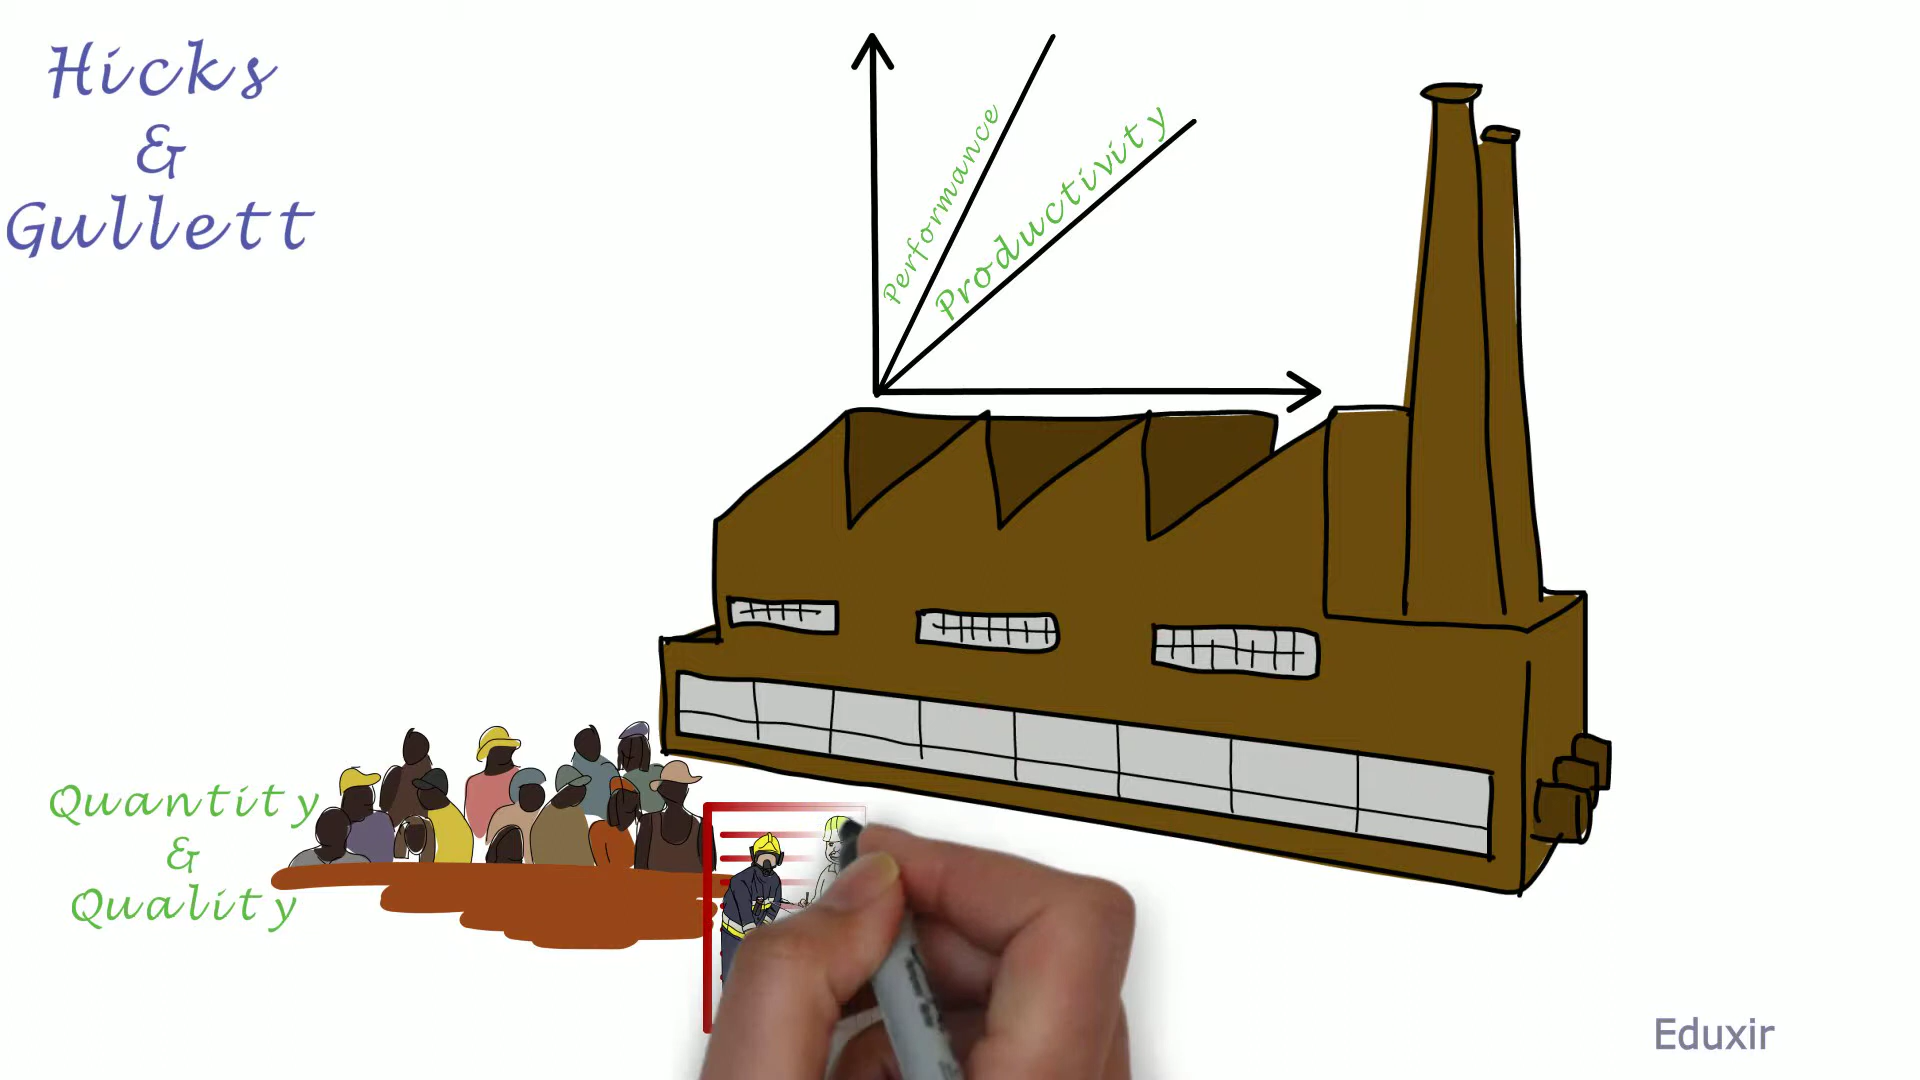 Hicks
&
Gullett
Performance
Productivity
Quantity
&
Quality
Eduxir